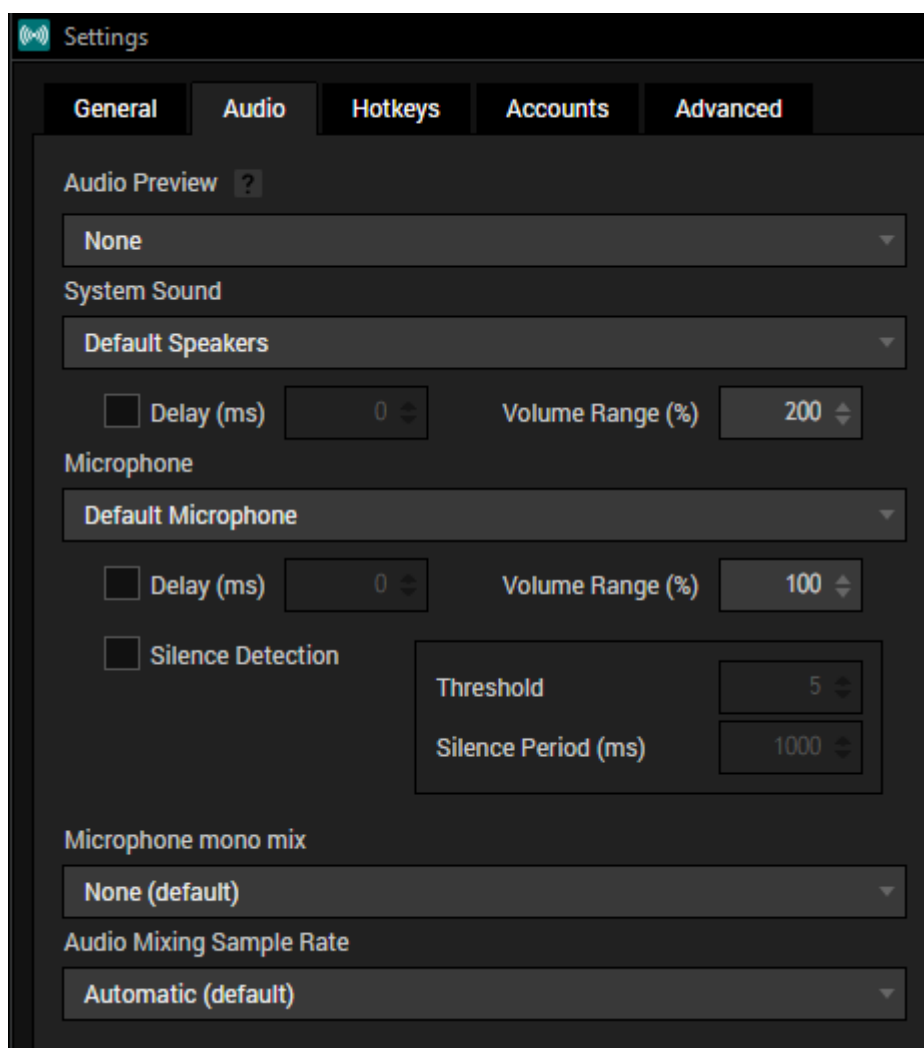 Settings
General Audio Hotkeys Accounts Advanced
Audio Preview ?
None
System Sound
Default Speakers
Delay (ms) 0 Volume Range (%) 200
Microphone
Default Microphone
Delay (ms) 0 Volume Range (%) 100
Silence Detection
Threshold 5
Silence Period (ms) 1000
Microphone mono mix
None (default)
Audio Mixing Sample Rate
Automatic (default)